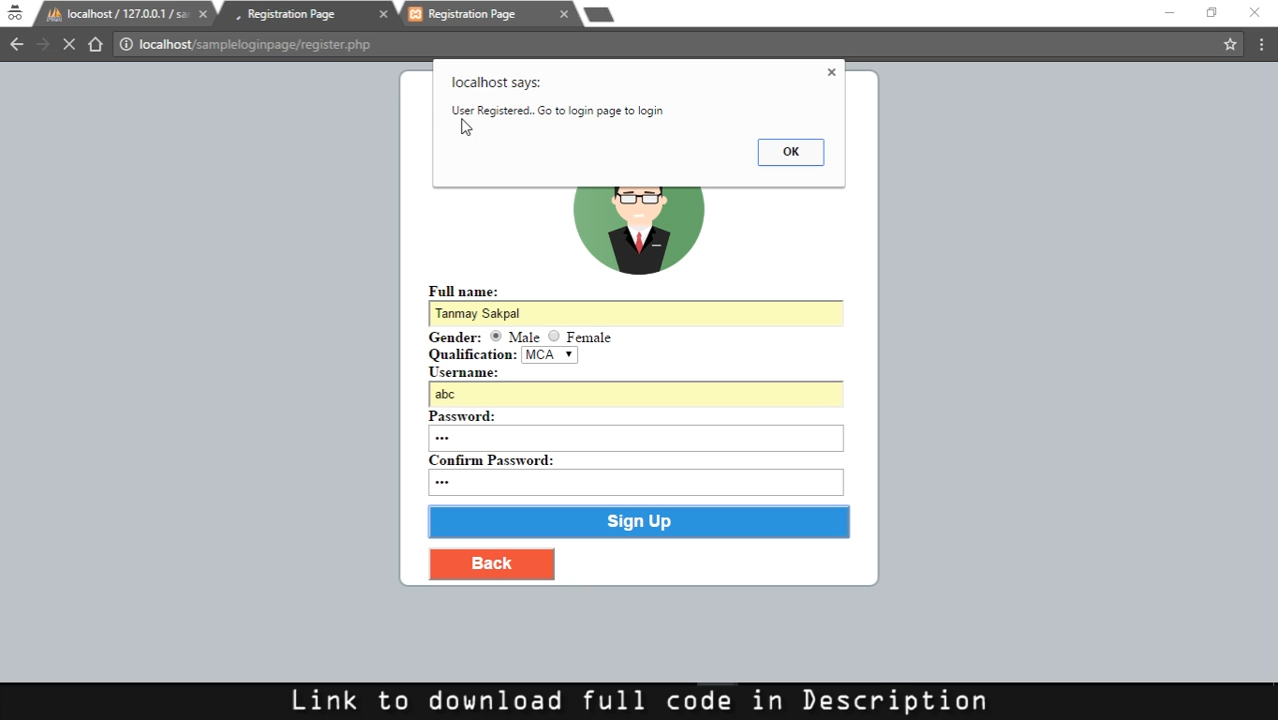 localhost / 127.0.0.1 / sa
Registration Page
Registration Page
localhost/sampleloginpage/register.php
localhost says:
User Registered.. Go to login page to login
OK
Full name:
Tanmay Sakpal
Gender: Male Female
Qualification: MCA
Username:
abc
Password:
•••
Confirm Password:
•••
Sign Up
Back
Link to download full code in Description